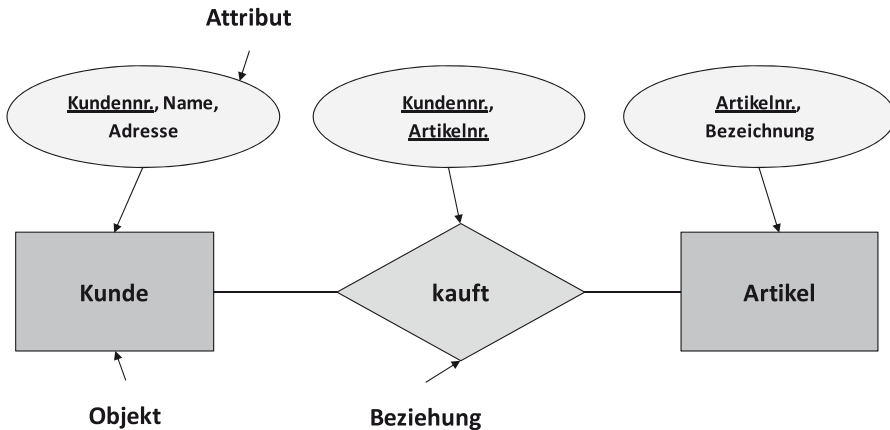 Attribut
Kundennr., Name,
Adresse
Kundennr.,
Artikelnr.
Artikelnr.,
Bezeichnung
Kunde
kauft
Artikel
Objekt
Beziehung